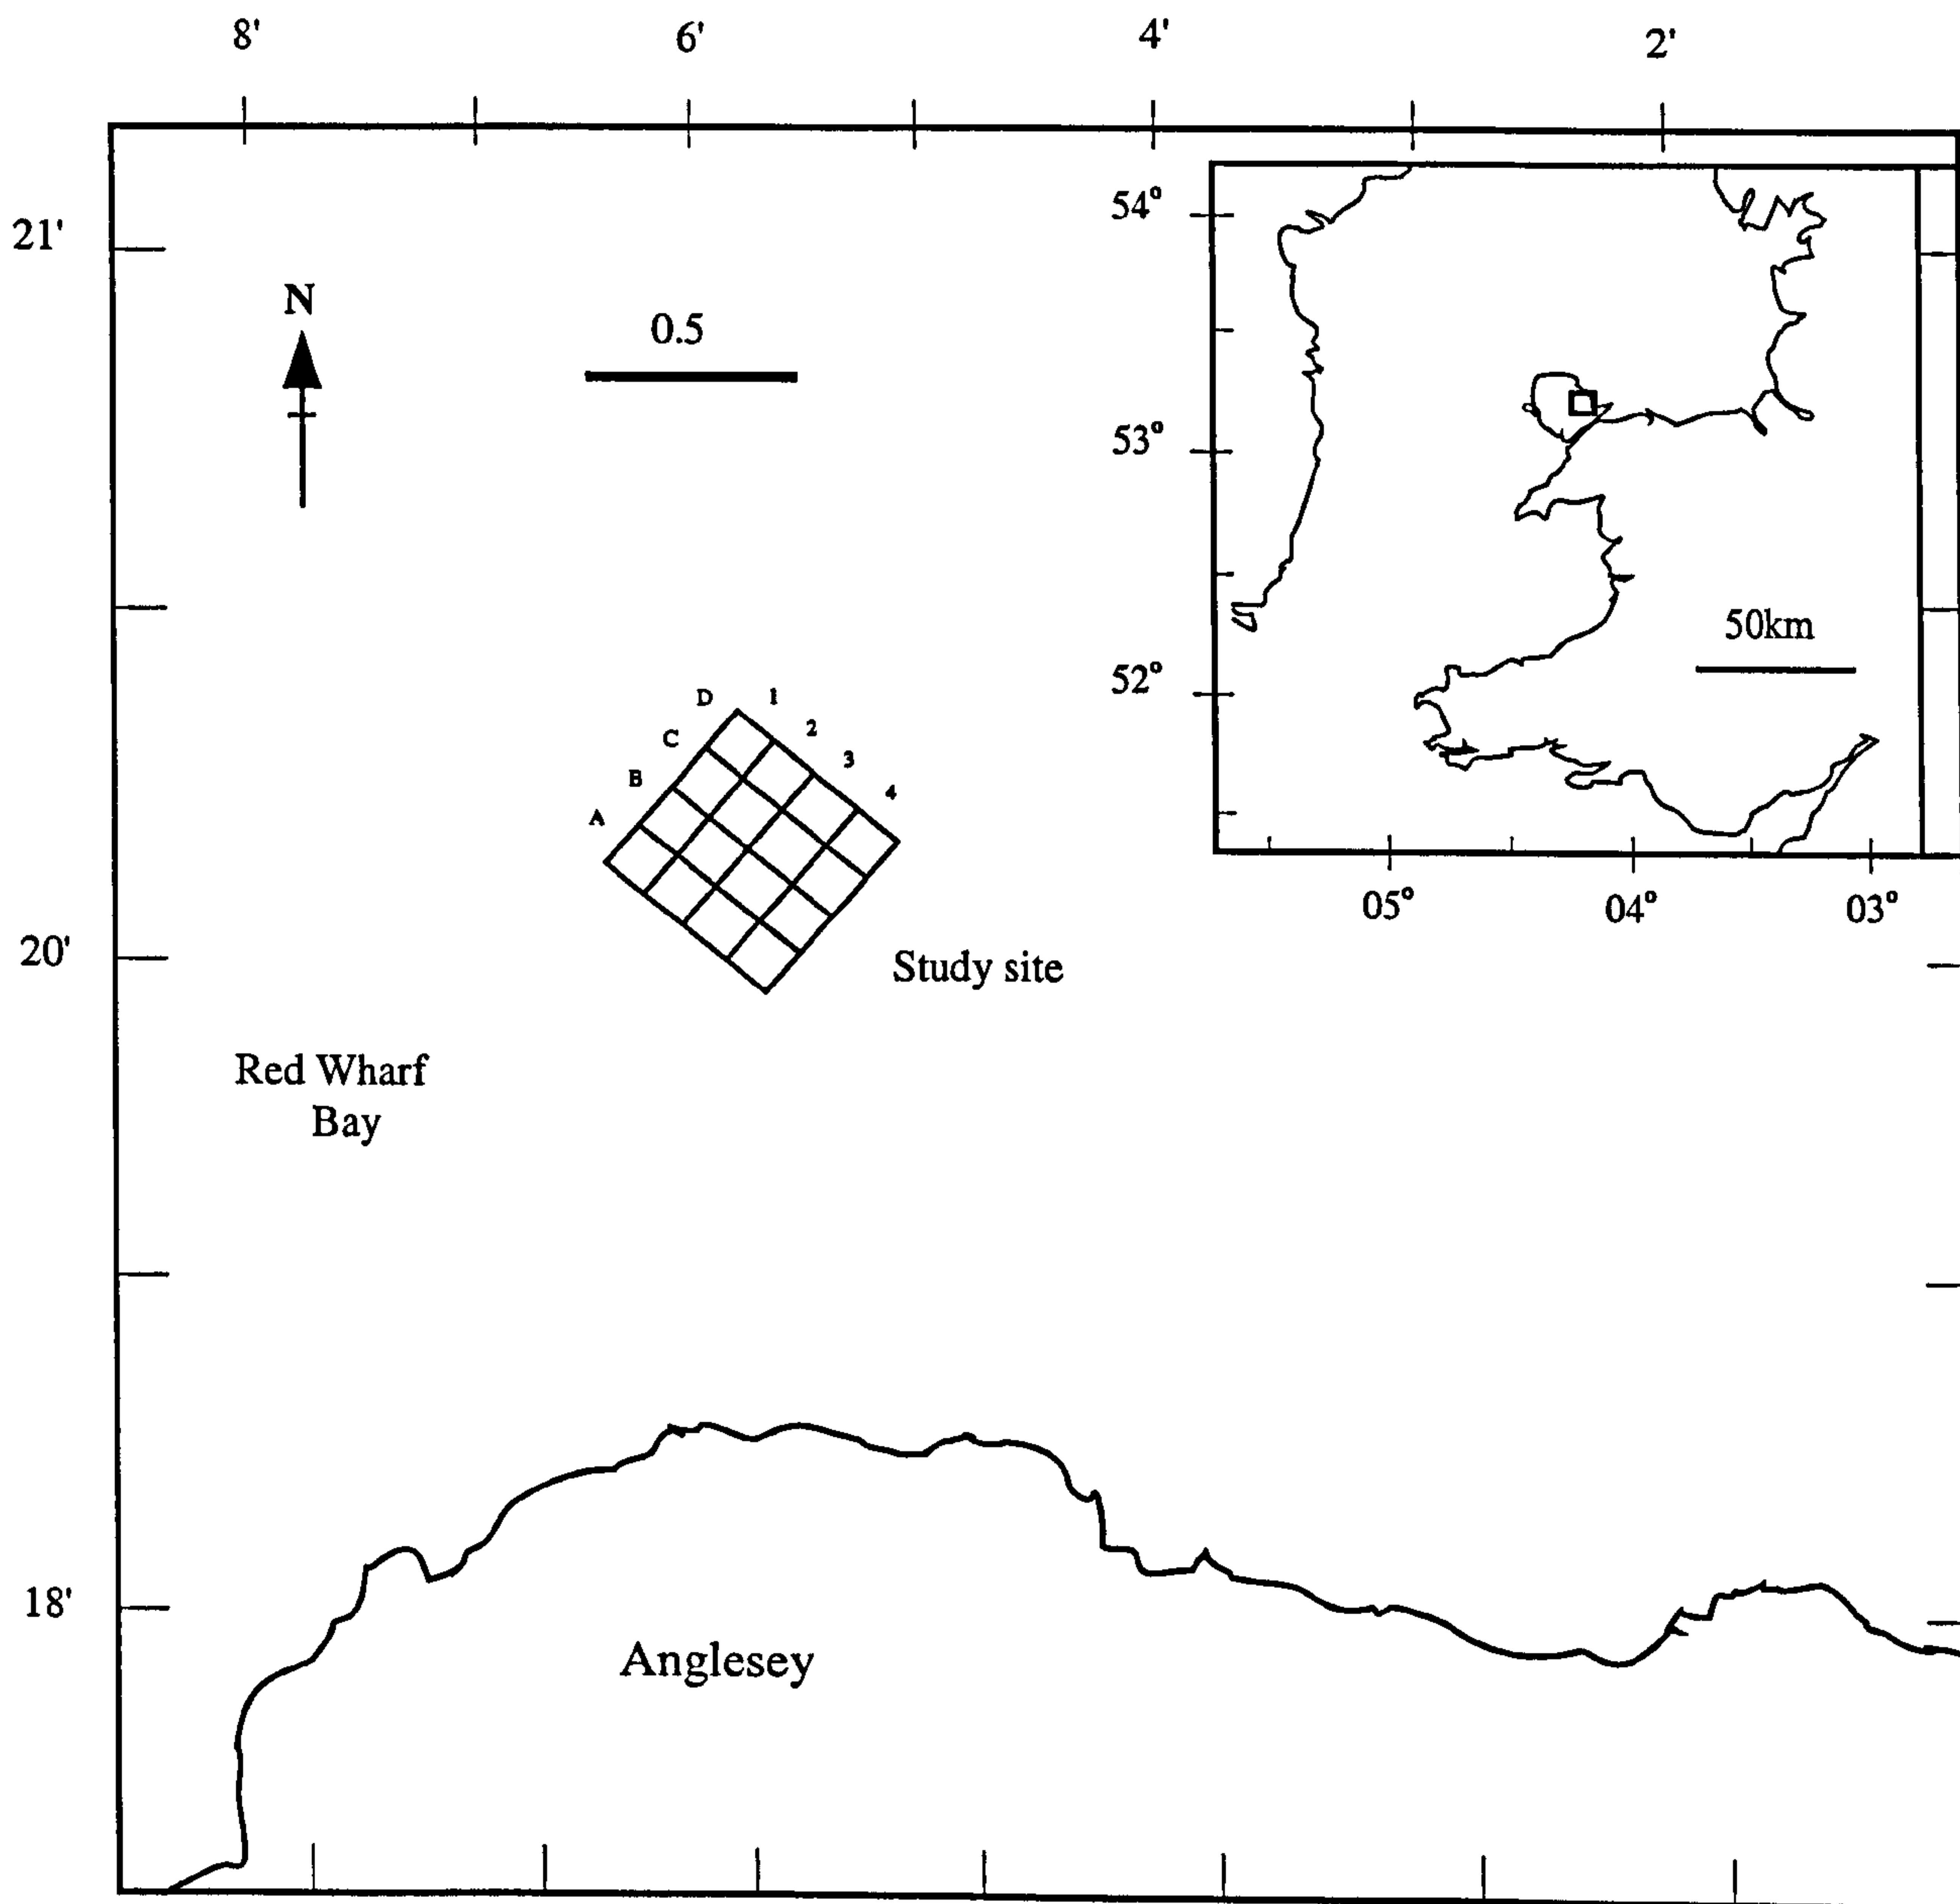 8' 6' 4' 2'
54°
21'
N
0.5
53°
50km
52°
D 1
C 2
B 3
A 4
05° 04° 03°
20'
Study site
Red Wharf
Bay
18'
Anglesey